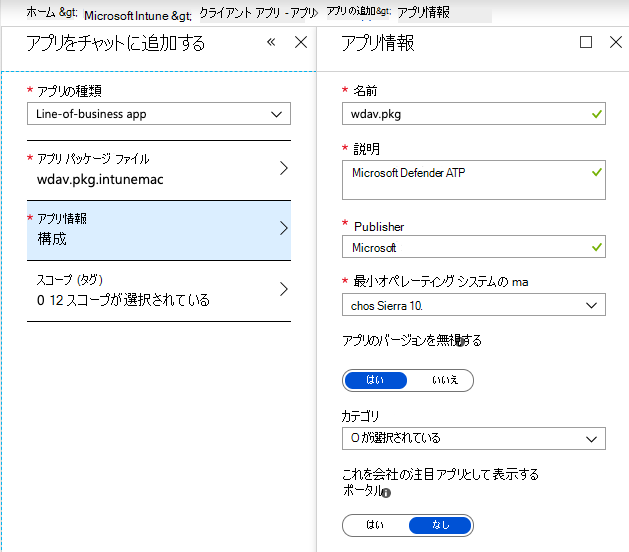 ホーム &gt; Microsoft Intune &gt; クライアント アプリ - アプリ> アプリの追加&gt; アプリ情報
アプリをチャットに追加する
* アプリの種類
Line-of-business app
* アプリ パッケージ ファイル
wdav.pkg.intunemac
* アプリ情報
構成
スコープ (タグ)
0 12 スコープが選択されている
アプリ情報
* 名前
wdav.pkg
* 説明
Microsoft Defender ATP
* Publisher
Microsoft
* 最小オペレーティング システムの ma
chos Sierra 10.
アプリのバージョンを無視する
はい いいえ
カテゴリ
0 が選択されている
これを会社の注目アプリとして表示する
ポータル
はい なし